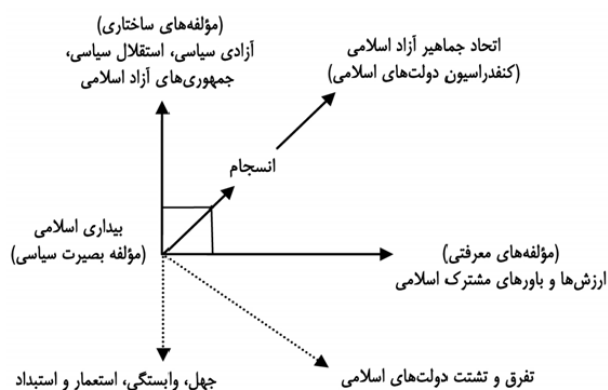 (مؤلفه‌های ساختاری)
آزادی سیاسی، استقلال سیاسی،
جمهوری‌های آزاد اسلامی
اتحاد جماهیر آزاد اسلامی
(کنفدراسیون دولت‌های اسلامی)
انسجام
بیداری اسلامی
(مؤلفه بصیرت سیاسی)
(مؤلفه‌های معرفتی)
ارزش‌ها و باورهای مشترک اسلامی
تفرق و تشتت دولت‌های اسلامی
جهل، وابستگی، استعمار و استبداد